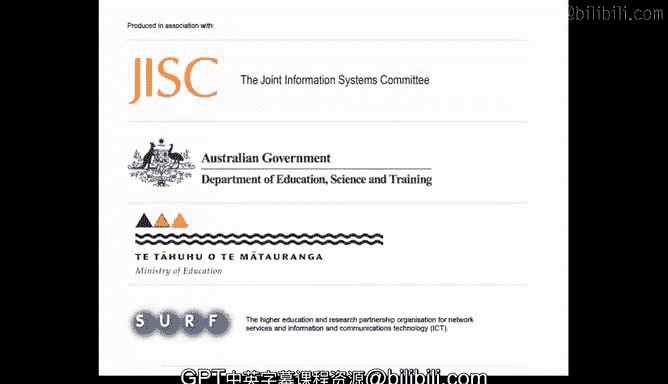 @bilibili.com
Produced in association with:
JISC
The Joint Information Systems Committee
Australian Government
Department of Education, Science and Training
TE TĀHUHU O TE MĀTAURANGA
Ministry of Education
SURF
The higher education and research partnership organisation for network
services and information and communications technology (ICT).
GPT中英字幕课程资源@bilibili.com